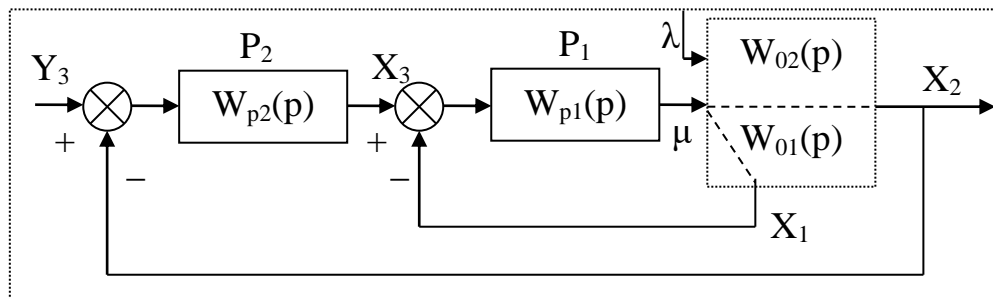 Y₃
+
−
P₂
Wp2(p)
X₃
+
−
P₁
Wp1(p)
μ
λ
W02(p)
W01(p)
X₂
X₁